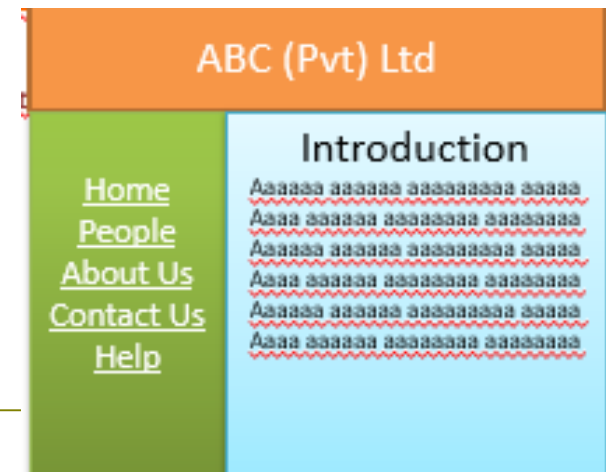 ABC (Pvt) Ltd
Home
People
About Us
Contact Us
Help
Introduction
Aaaaaa aaaaaa aaaaaaaaa aaaaa
Aaaa aaaaaa aaaaaaaa aaaaaaaa
Aaaaaa aaaaaa aaaaaaaaa aaaaa
Aaaa aaaaaa aaaaaaaa aaaaaaaa
Aaaaaa aaaaaa aaaaaaaaa aaaaa
Aaaa aaaaaa aaaaaaaa aaaaaaaa